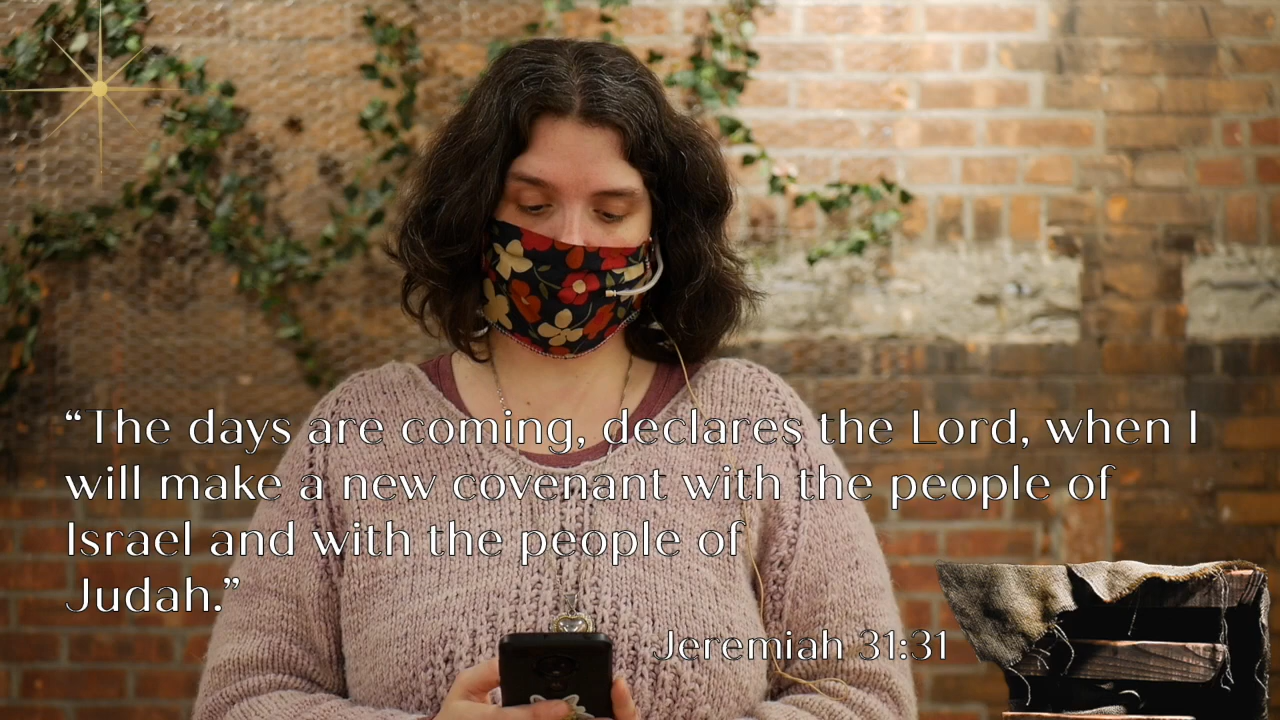 “The days are coming, declares the Lord, when I
will make a new covenant with the people of
Israel and with the people of
Judah.”
Jeremiah 31:31